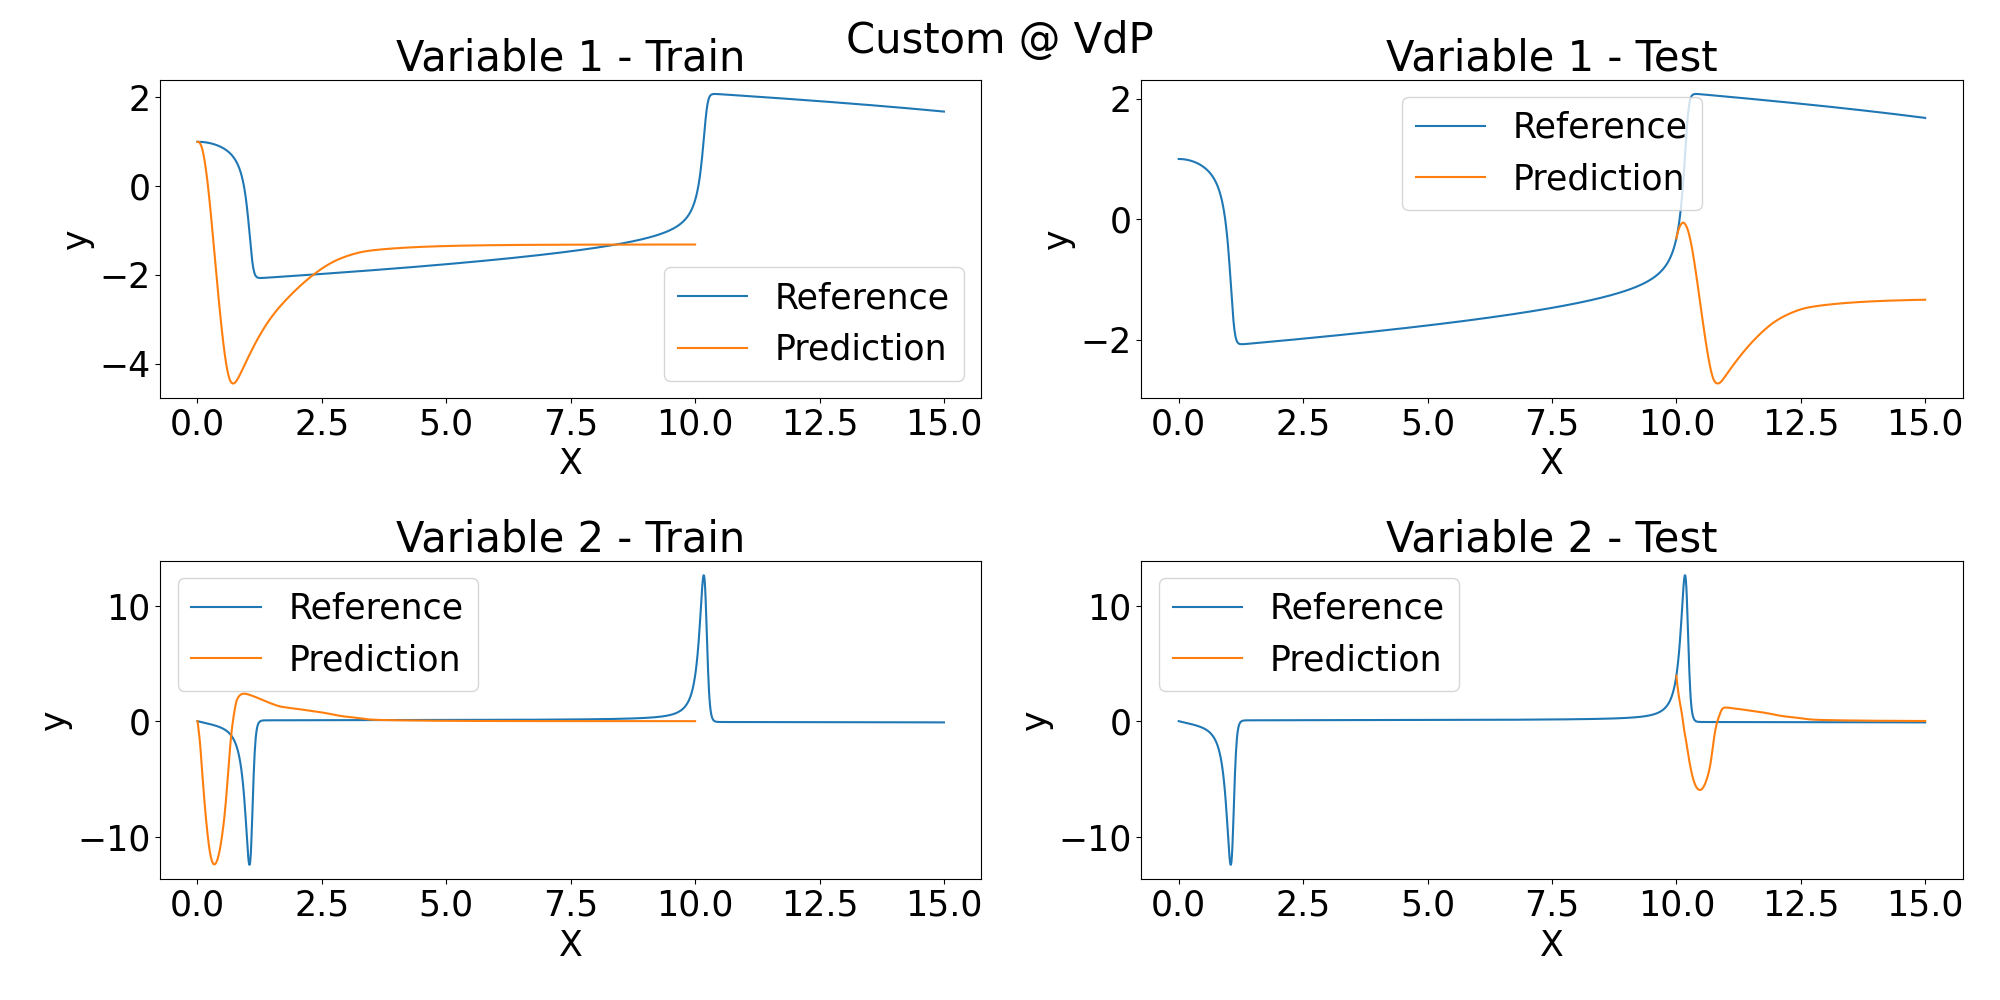 Custom @ VdP
Variable 1 - Train
2
0
−2
−4
y
Reference
Prediction
0.0 2.5 5.0 7.5 10.0 12.5 15.0
X
Variable 1 - Test
2
0
−2
y
Reference
Prediction
0.0 2.5 5.0 7.5 10.0 12.5 15.0
X
Variable 2 - Train
10
0
−10
y
Reference
Prediction
0.0 2.5 5.0 7.5 10.0 12.5 15.0
X
Variable 2 - Test
10
0
−10
y
Reference
Prediction
0.0 2.5 5.0 7.5 10.0 12.5 15.0
X